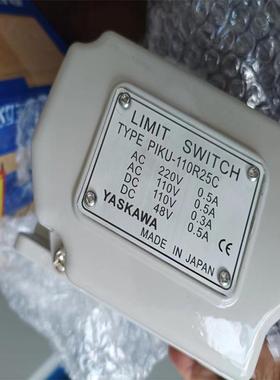 LIMIT SWITCH
TYPE PIKU-110R25C
AC 220V 0.5A
AC 110V 0.5A
DC 110V 0.3A
DC 48V 0.5A
YASKAWA
MADE IN JAPAN CE